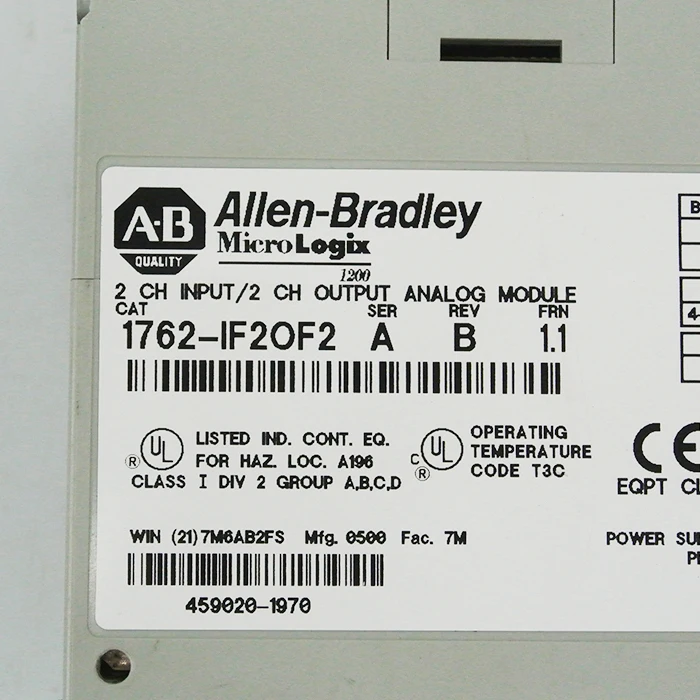 A·B
QUALITY
Allen-Bradley
MicroLogix
1200
2 CH INPUT/2 CH OUTPUT ANALOG MODULE
CAT SER REV FRN
1762-IF2OF2 A B 1.1
UL LISTED IND. CONT. EQ.
® FOR HAZ. LOC. A196
CLASS I DIV 2 GROUP A,B,C,D
C UL ® OPERATING
TEMPERATURE
CODE T3C
CE
EQPT
WIN (21) 7M6AB2FS Mfg. 0500 Fac. 7M
POWER
459020-1970